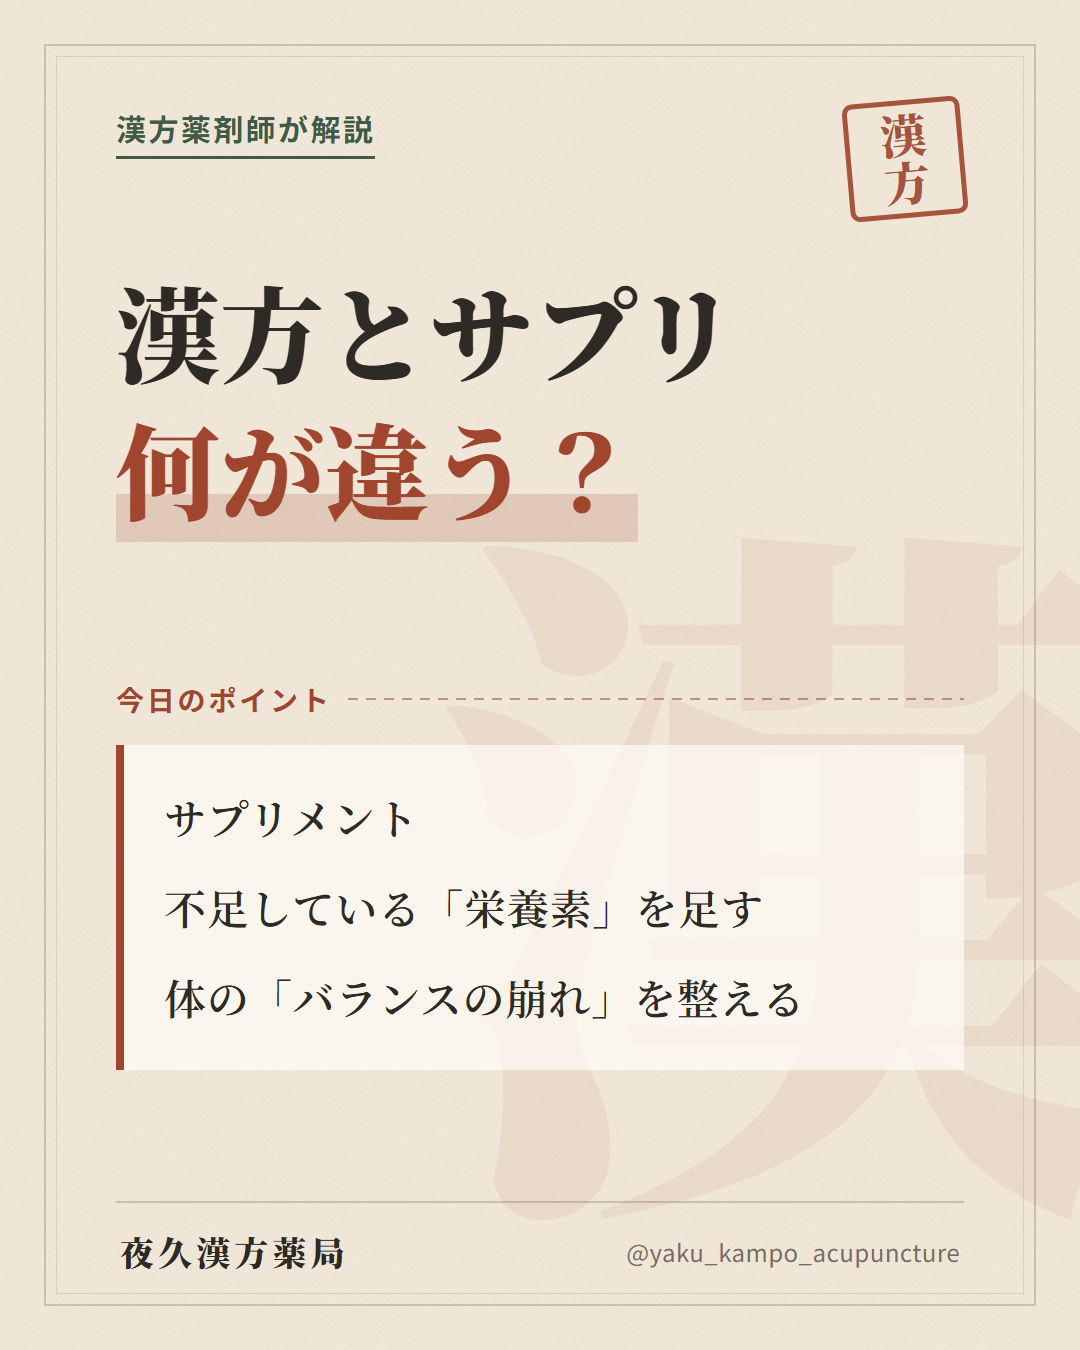 漢方薬剤師が解説
漢方
漢方とサプリ
何が違う？
今日のポイント
サプリメント
不足している「栄養素」を足す
体の「バランスの崩れ」を整える
漢
夜久漢方薬局
@yaku_kampo_acupuncture